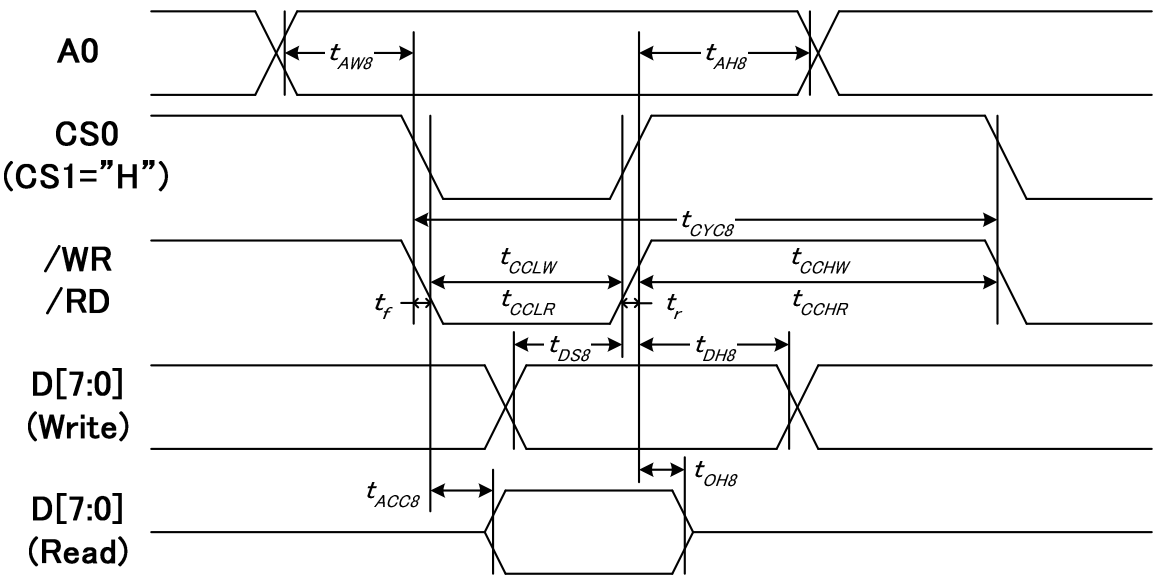 A0
tAW8
tAH8
CS0
(CS1="H")
tCYC8
/WR
/RD
tCCLW
tCCHW
tf
tCCLR
tr
tCCHR
tDS8
tDH8
D[7:0]
(Write)
tOH8
tACC8
D[7:0]
(Read)